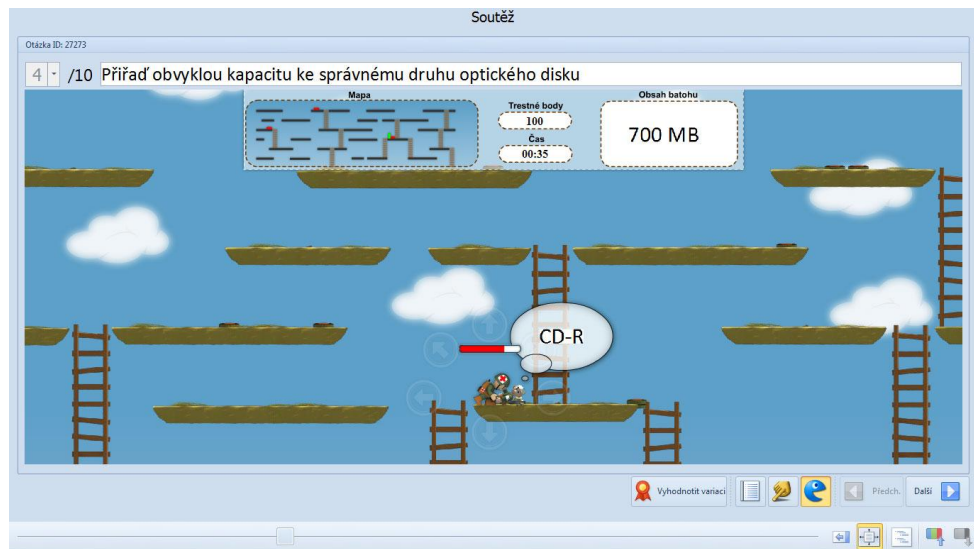 Soutěž
Otázka ID: 27273
4 /10 Přiřaď obvyklou kapacitu ke správnému druhu optického disku
Mapa
Trestné body
100
Čas
00:35
Obsah batohu
700 MB
CD-R
Vyhodnotit variaci
Předch.
Další